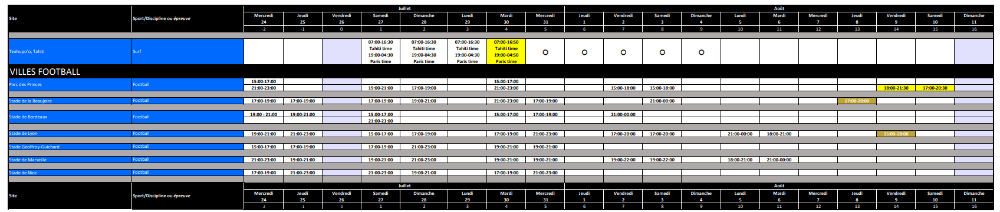 Juillet Août
Site Sport/Discipline ou épreuve Mercredi Jeudi Vendredi Samedi Dimanche Lundi Mardi Mercredi Jeudi Vendredi Samedi Dimanche Lundi Mardi Mercredi Jeudi Vendredi Samedi Dimanche
24 25 26 27 28 29 30 31 1 2 3 4 5 6 7 8 9 10 11
-2 -1 0 1 2 3 4 5 6 7 8 9 10 11 12 13 14 15 16
07:00-16:30 07:00-16:30 07:00-16:30 07:00-16:50
Tahiti time Tahiti time Tahiti time Tahiti time
Teahupo'o, Tahiti Surf O O O O O
19:00-04:30 19:00-04:30 19:00-04:30 19:00-04:50
Paris time Paris time Paris time Paris time
VILLES FOOTBALL
15:00-17:00 15:00-17:00
Parc des Princes Football
21:00-23:00 19:00-21:00 17:00-19:00 21:00-23:00 15:00-18:00 15:00-18:00 18:00-21:30 17:00-20:30
Stade de la Beaujoire Football 17:00-19:00 17:00-19:00 17:00-19:00 19:00-21:00 21:00-23:00 17:00-19:00 21:00-00:00 17:00-20:00
19:00 - 21:00 19:00-21:00 15:00-17:00 15:00-17:00 17:00-19:00 21:00-00:00
Stade de Bordeaux Football
21:00-23:00
Stade de Lyon Football 19:00-21:00 21:00-23:00 15:00-17:00 17:00-19:00 17:00-19:00 21:00-23:00 17:00-20:00 17:00-20:00 21:00-00:00 18:00-21:00 15:00-18:00
Stade Geoffroy-Guichard Football 15:00-17:00 17:00-19:00 17:00-19:00 21:00-23:00 19:00-21:00 19:00-21:00
Stade de Marseille Football 21:00-23:00 19:00-21:00 19:00-21:00 21:00-23:00 19:00-21:00 19:00-21:00 19:00-22:00 19:00-22:00 18:00-21:00 21:00-00:00
Stade de Nice Football 17:00-19:00 21:00-23:00 21:00-23:00 19:00-21:00 17:00-19:00 21:00-23:00
Juillet Août
Site Sport/Discipline ou épreuve Mercredi Jeudi Vendredi Samedi Dimanche Lundi Mardi Mercredi Jeudi Vendredi Samedi Dimanche Lundi Mardi Mercredi Jeudi Vendredi Samedi Dimanche
24 25 26 27 28 29 30 31 1 2 3 4 5 6 7 8 9 10 11
-2 -1 0 1 2 3 4 5 6 7 8 9 10 11 12 13 14 15 16